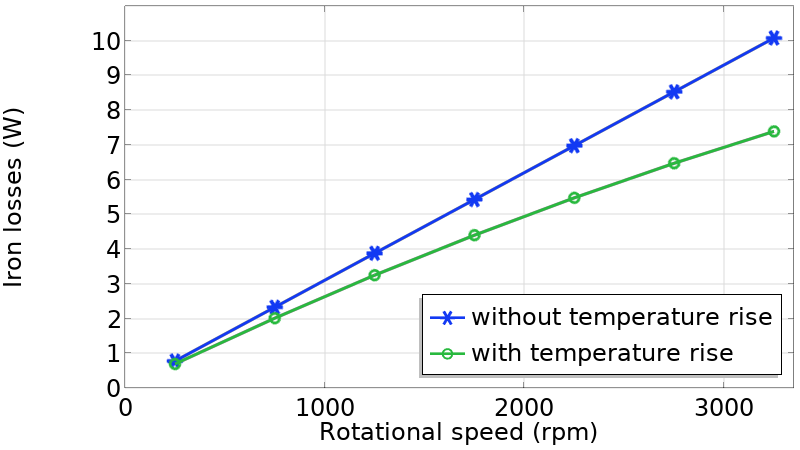 Iron losses (W)
10
9
8
7
6
5
4
3
2
1
0
without temperature rise
with temperature rise
0 1000 2000 3000
Rotational speed (rpm)